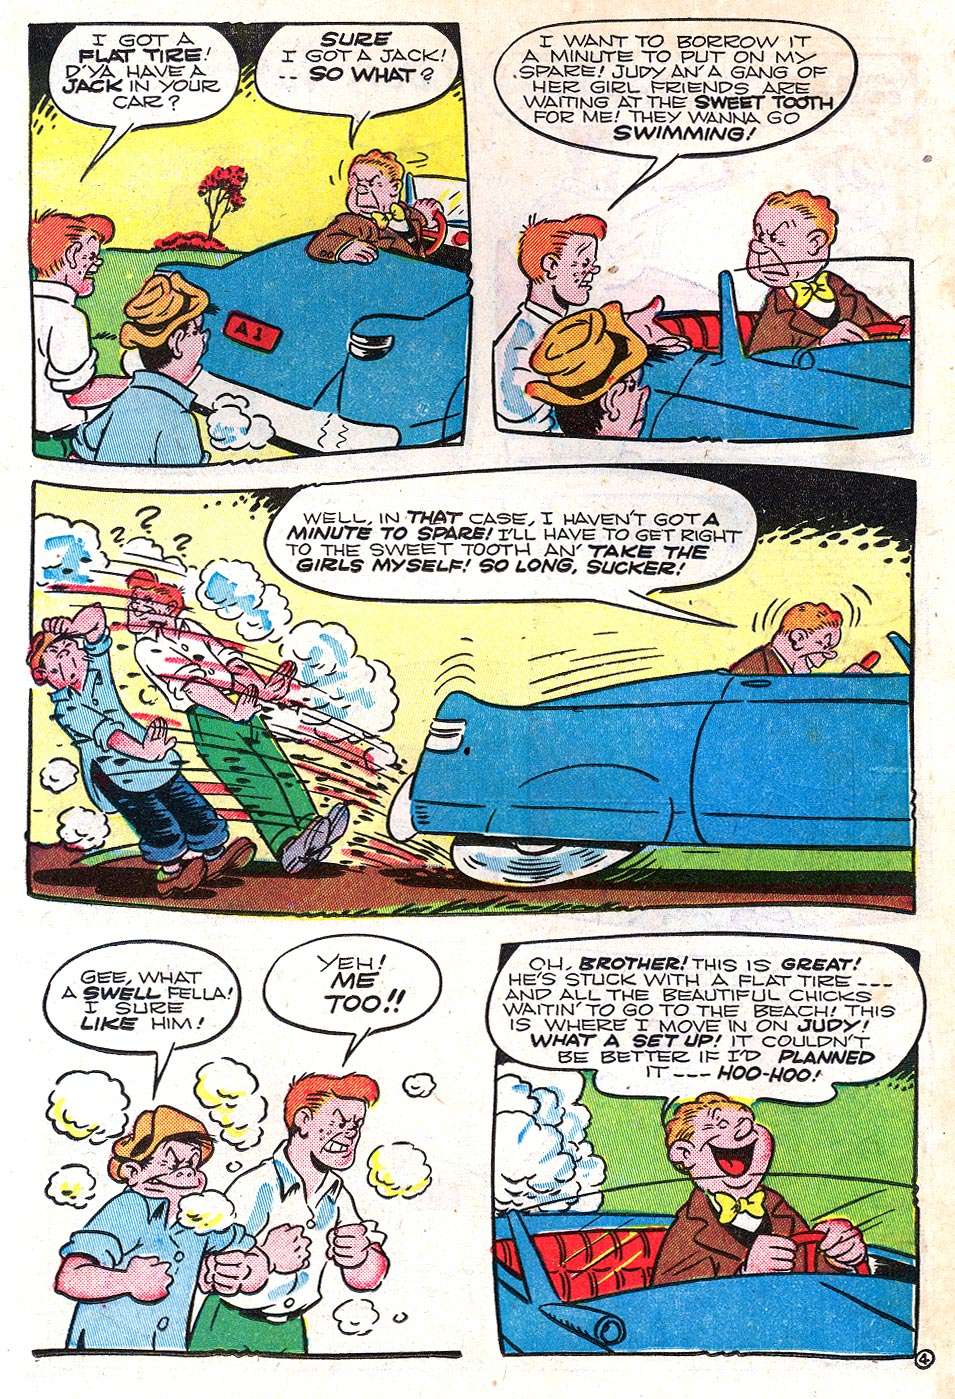 I GOT A
FLAT TIRE!
D'YA HAVE A
JACK IN YOUR
CAR?
SURE
I GOT A JACK!
-- SO WHAT?
A1
I WANT TO BORROW IT
A MINUTE TO PUT ON MY
SPARE! JUDY AN' A GANG OF
HER GIRL FRIENDS ARE
WAITING AT THE SWEET TOOTH
FOR ME! THEY WANNA GO
SWIMMING!
? ? ?
WELL, IN THAT CASE, I HAVEN'T GOT A
MINUTE TO SPARE! I'LL HAVE TO GET RIGHT
TO THE SWEET TOOTH AN' TAKE THE
GIRLS MYSELF! SO LONG, SUCKER!
GEE, WHAT
A SWELL FELLA!
I SURE
LIKE HIM!
YEH!
ME
TOO!!
OH, BROTHER! THIS IS GREAT!
HE'S STUCK WITH A FLAT TIRE ---
AND ALL THE BEAUTIFUL CHICKS
WAITIN' TO GO TO THE BEACH! THIS
IS WHERE I MOVE IN ON JUDY!
WHAT A SET UP! IT COULDN'T
BE BETTER IF I'D PLANNED
IT --- HOO-HOO!
4